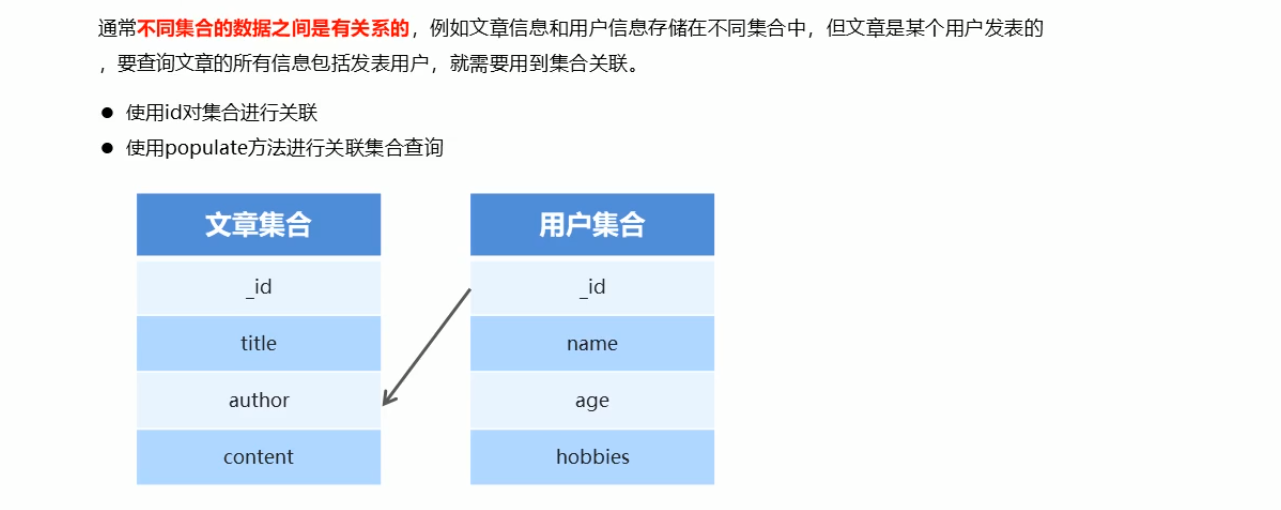 通常不同集合的数据之间是有关系的，例如文章信息和用户信息存储在不同集合中，但文章是某个用户发表的
，要查询文章的所有信息包括发表用户，就需要用到集合关联。
● 使用id对集合进行关联
● 使用populate方法进行关联集合查询
文章集合 用户集合
_id _id
title name
author age
content hobbies